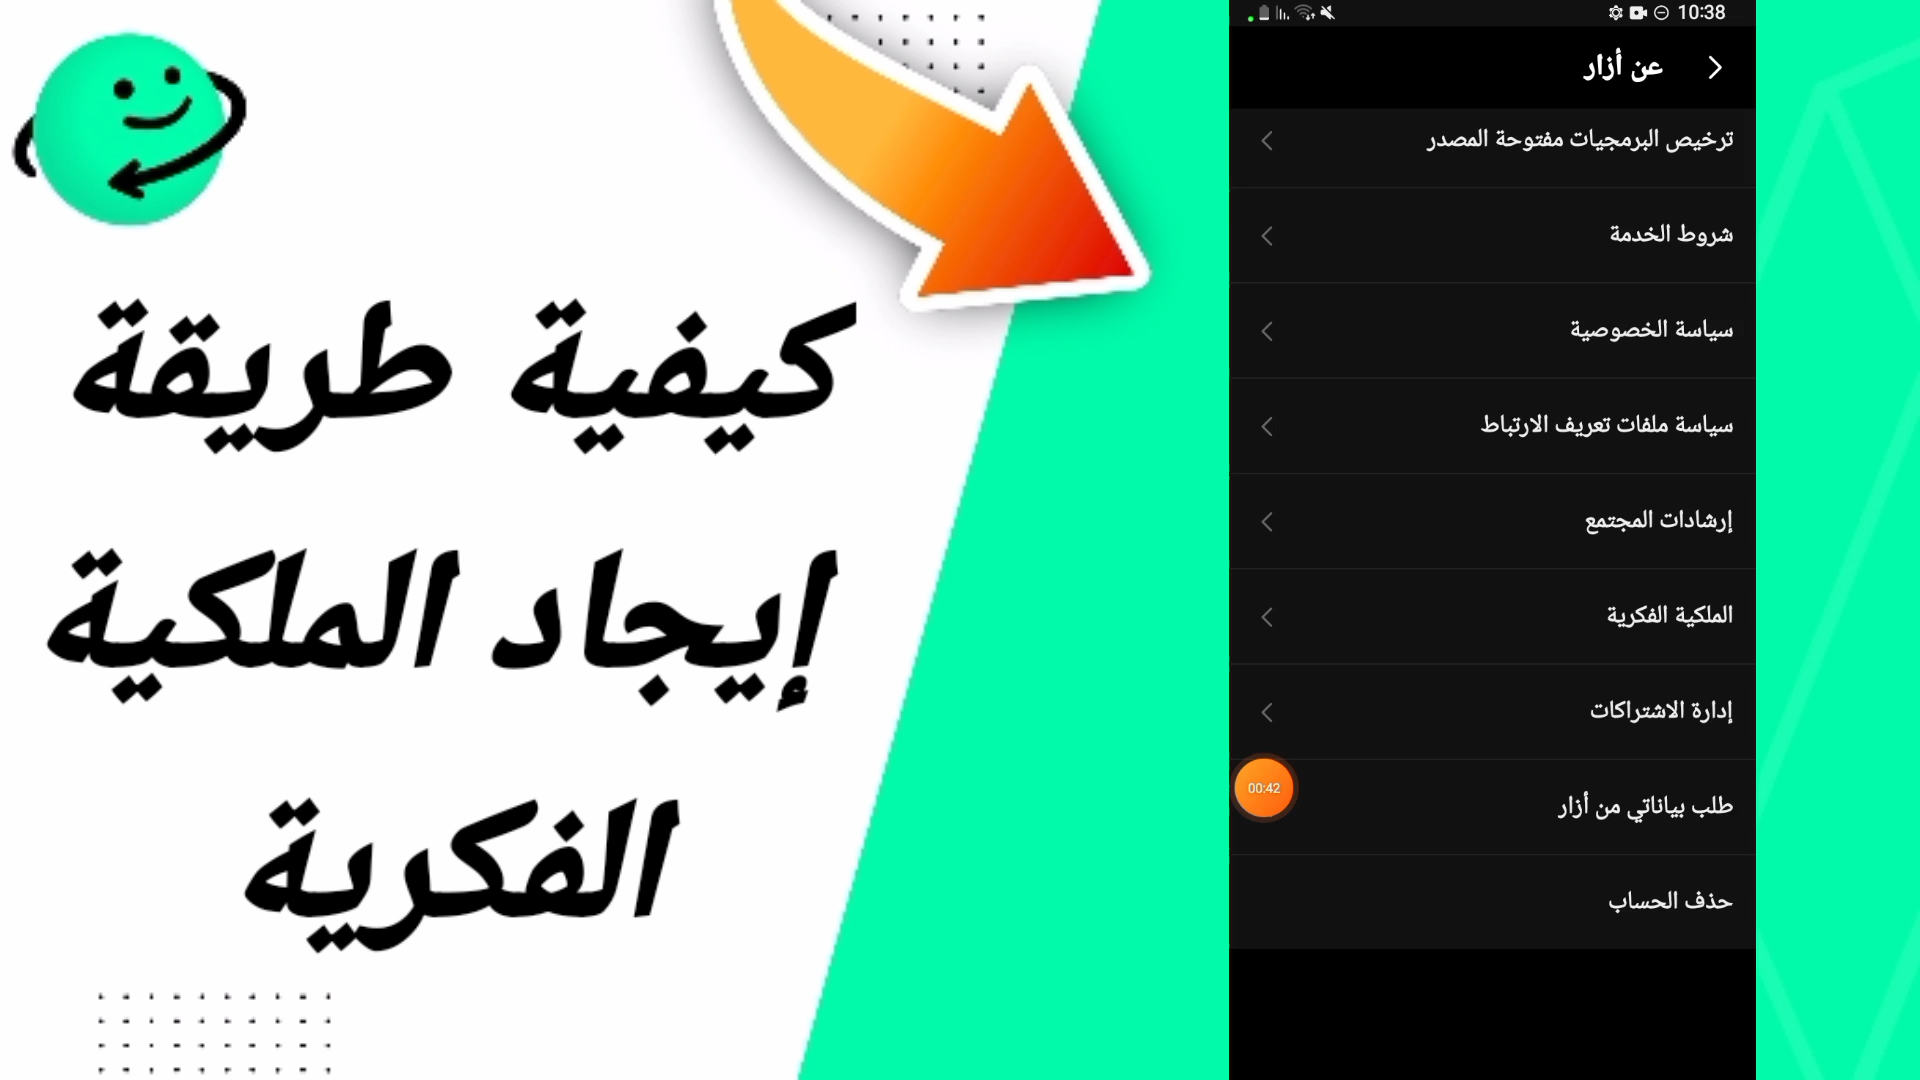 كيفية طريقة
إيجاد الملكية
الفكرية
10:38
عن أزار
ترخيص البرمجيات مفتوحة المصدر
شروط الخدمة
سياسة الخصوصية
سياسة ملفات تعريف الارتباط
إرشادات المجتمع
الملكية الفكرية
إدارة الاشتراكات
00:42
طلب بياناتي من أزار
حذف الحساب